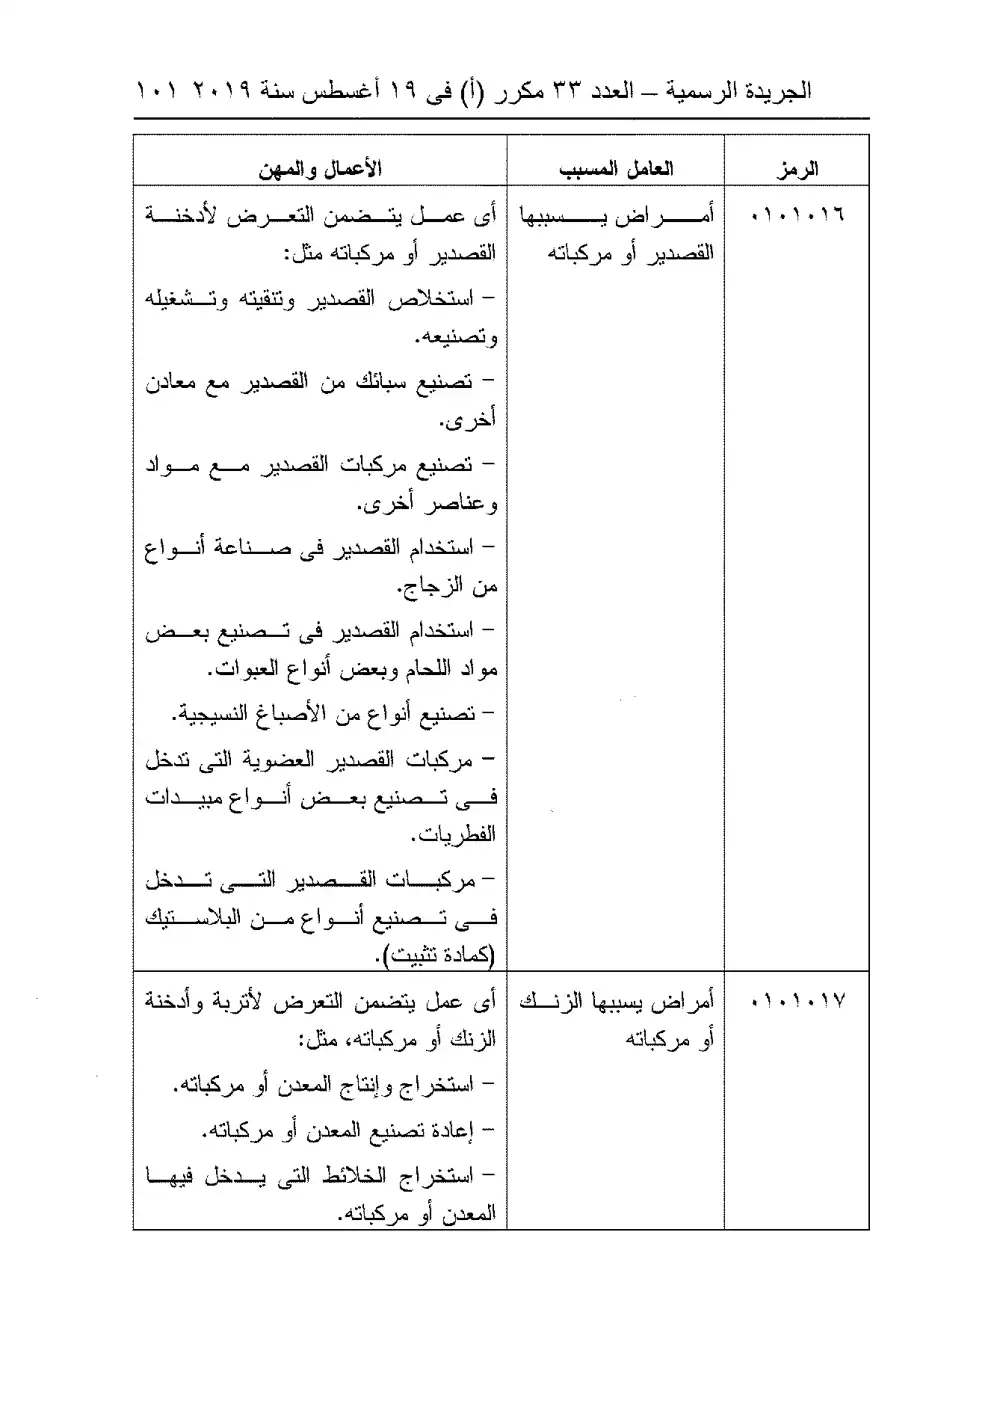 الجريدة الرسمية – العدد ٣٣ مكرر (أ) فى ١٩ أغسطس سنة ٢٠١٩ ١٠١
الرمز
العامل المسبب
الأعمال والمهن
٠١٠١٠١٦
أمراض يسببها
القصدير أو مركباته
أى عمل يتضمن التعرض لأدخنة
القصدير أو مركباته مثل:
– استخلاص القصدير وتنقيته وتشغيله
وتصنيعه.
– تصنيع سبائك من القصدير مع معادن
أخرى.
– تصنيع مركبات القصدير مع مواد
وعناصر أخرى.
– استخدام القصدير فى صناعة أنواع
من الزجاج.
– استخدام القصدير فى تصنيع بعض
مواد اللحام وبعض أنواع العبوات.
– تصنيع أنواع من الأصباغ النسيجية.
– مركبات القصدير العضوية التى تدخل
فى تصنيع بعض أنواع مبيدات
الفطريات.
– مركبات القصدير التى تدخل
فى تصنيع أنواع من البلاستيك
(كمادة تثبيت).
٠١٠١٠١٧
أمراض يسببها الزنك
أو مركباته
أى عمل يتضمن التعرض لأتربة وأدخنة
الزنك أو مركباته، مثل:
– استخراج وإنتاج المعدن أو مركباته.
– إعادة تصنيع المعدن أو مركباته.
– استخراج الخلائط التى يدخل فيها
المعدن أو مركباته.